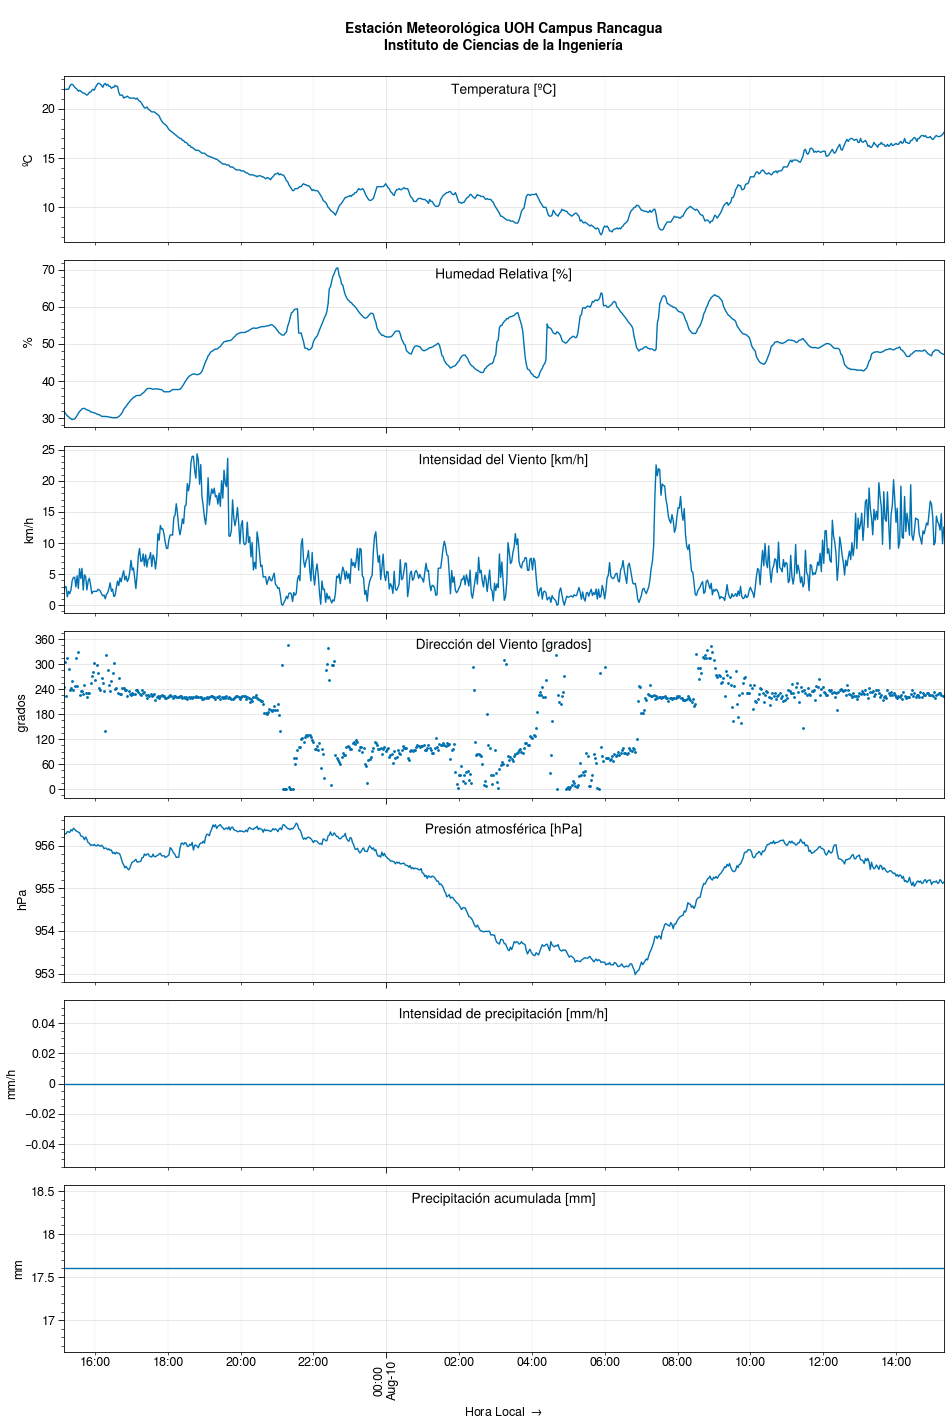 Estación Meteorológica UOH Campus Rancagua
Instituto de Ciencias de la Ingeniería
Temperatura [ºC]
20
15
10
ºC
Humedad Relativa [%]
70
60
50
40
30
%
Intensidad del Viento [km/h]
25
20
15
10
5
0
km/h
Dirección del Viento [grados]
360
300
240
180
120
60
0
grados
Presión atmosférica [hPa]
956
955
954
953
hPa
Intensidad de precipitación [mm/h]
0.04
0.02
0
−0.02
−0.04
mm/h
Precipitación acumulada [mm]
18.5
18
17.5
17
mm
16:00 18:00 20:00 22:00 00:00 02:00 04:00 06:00 08:00 10:00 12:00 14:00
Aug-10
Hora Local →